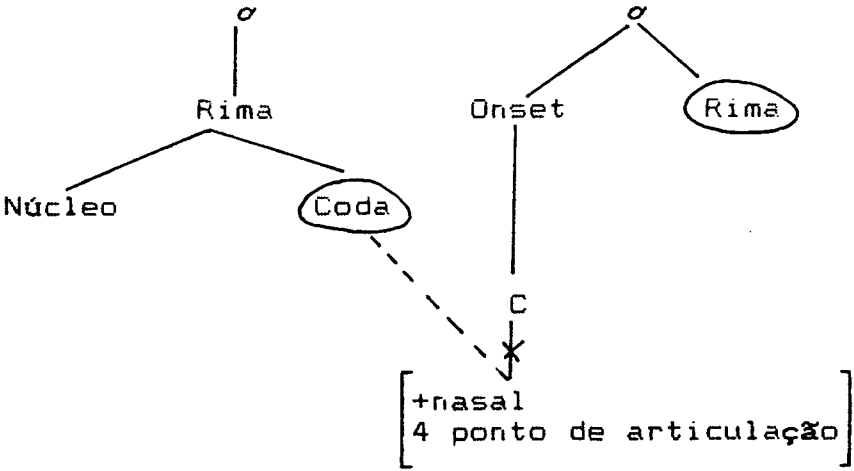 σ σ
Rima Onset Rima
Núcleo Coda
C
+nasal
4 ponto de articulação